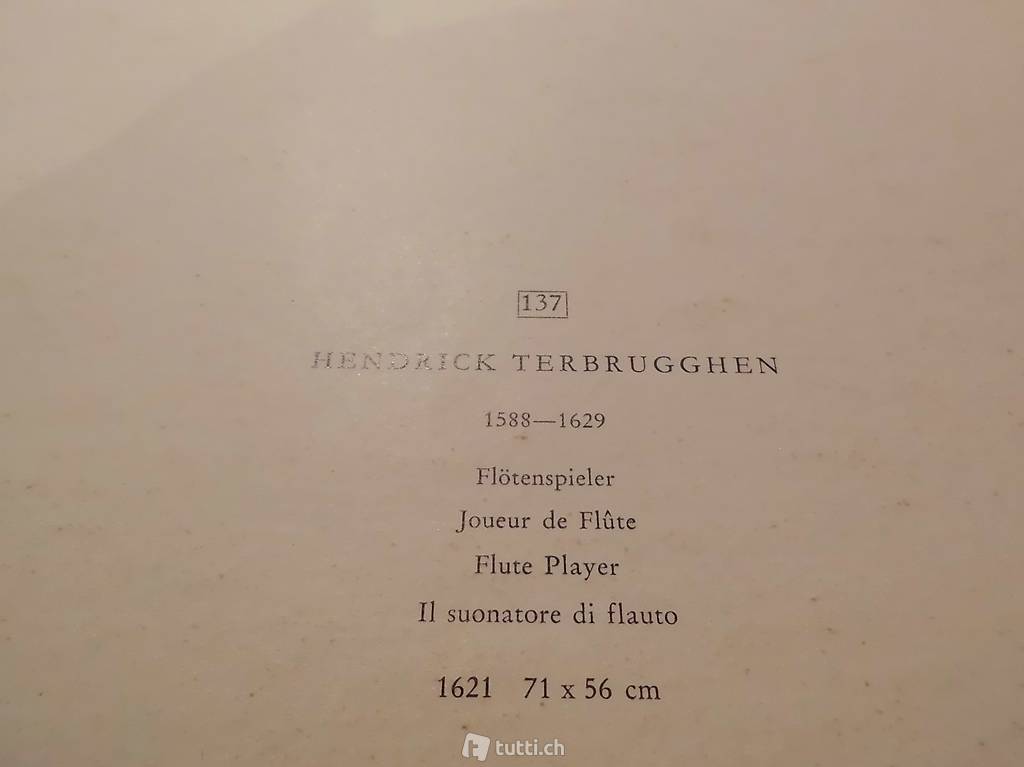 137
HENDRICK TERBRUGGHEN
1588—1629
Flötenspieler
Joueur de Flûte
Flute Player
Il suonatore di flauto
1621 71 x 56 cm
tutti.ch